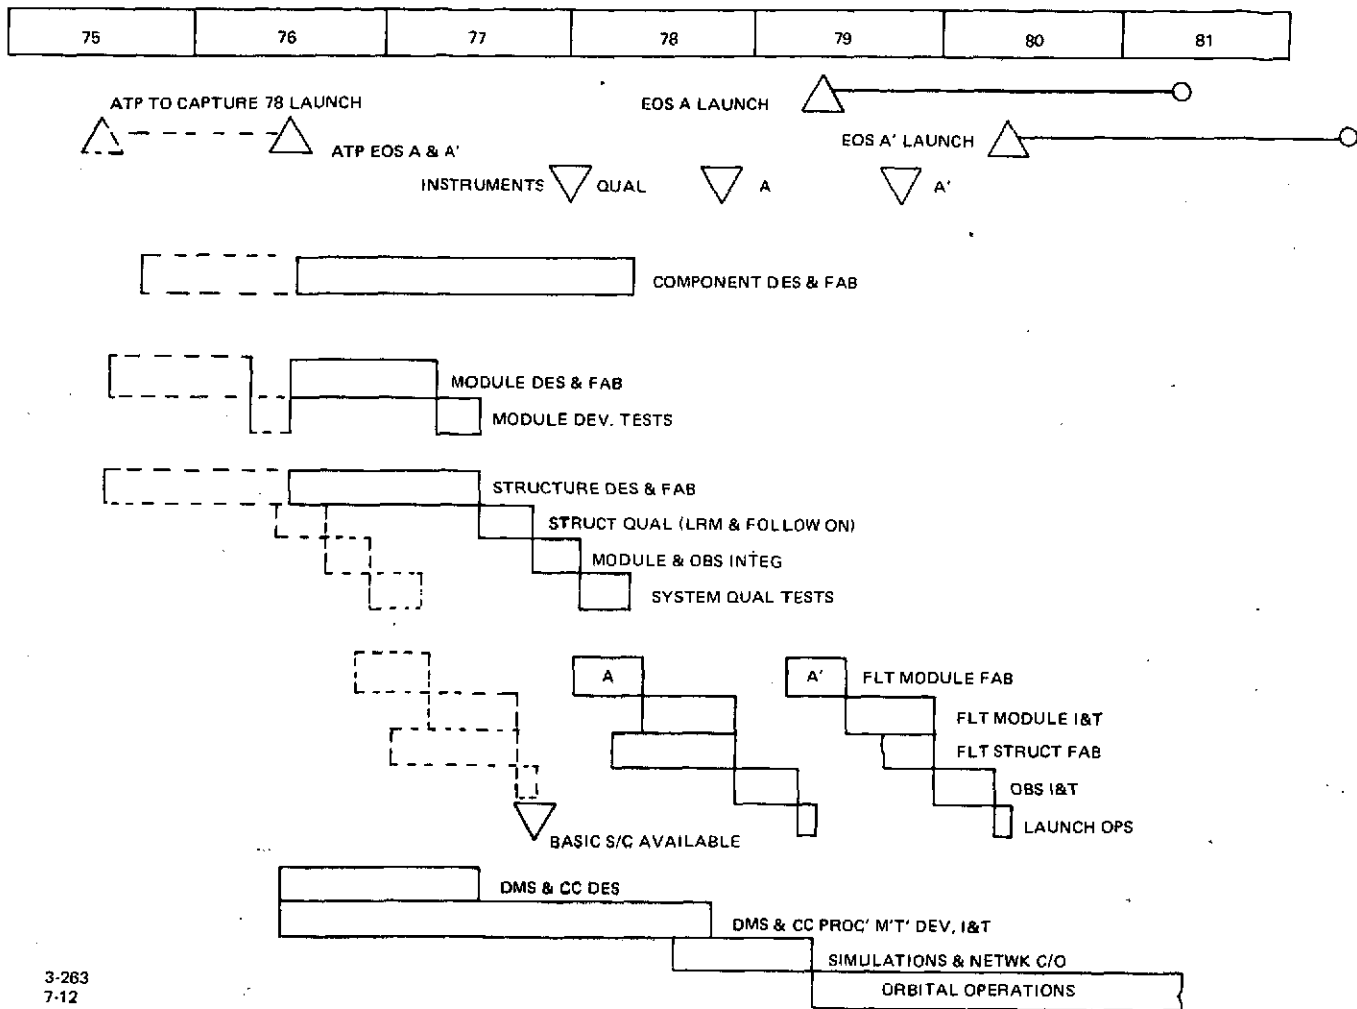 75 76 77 78 79 80 81
ATP TO CAPTURE 78 LAUNCH
EOS A LAUNCH
ATP EOS A & A'
EOS A' LAUNCH
INSTRUMENTS QUAL A A'
COMPONENT DES & FAB
MODULE DES & FAB
MODULE DEV. TESTS
STRUCTURE DES & FAB
STRUCT QUAL (LRM & FOLLOW ON)
MODULE & OBS INTEG
SYSTEM QUAL TESTS
A A' FLT MODULE FAB
FLT MODULE I&T
FLT STRUCT FAB
OBS I&T
LAUNCH OPS
BASIC S/C AVAILABLE
DMS & CC DES
DMS & CC PROC' M'T' DEV, I&T
SIMULATIONS & NETWK C/O
ORBITAL OPERATIONS
3-263
7-12